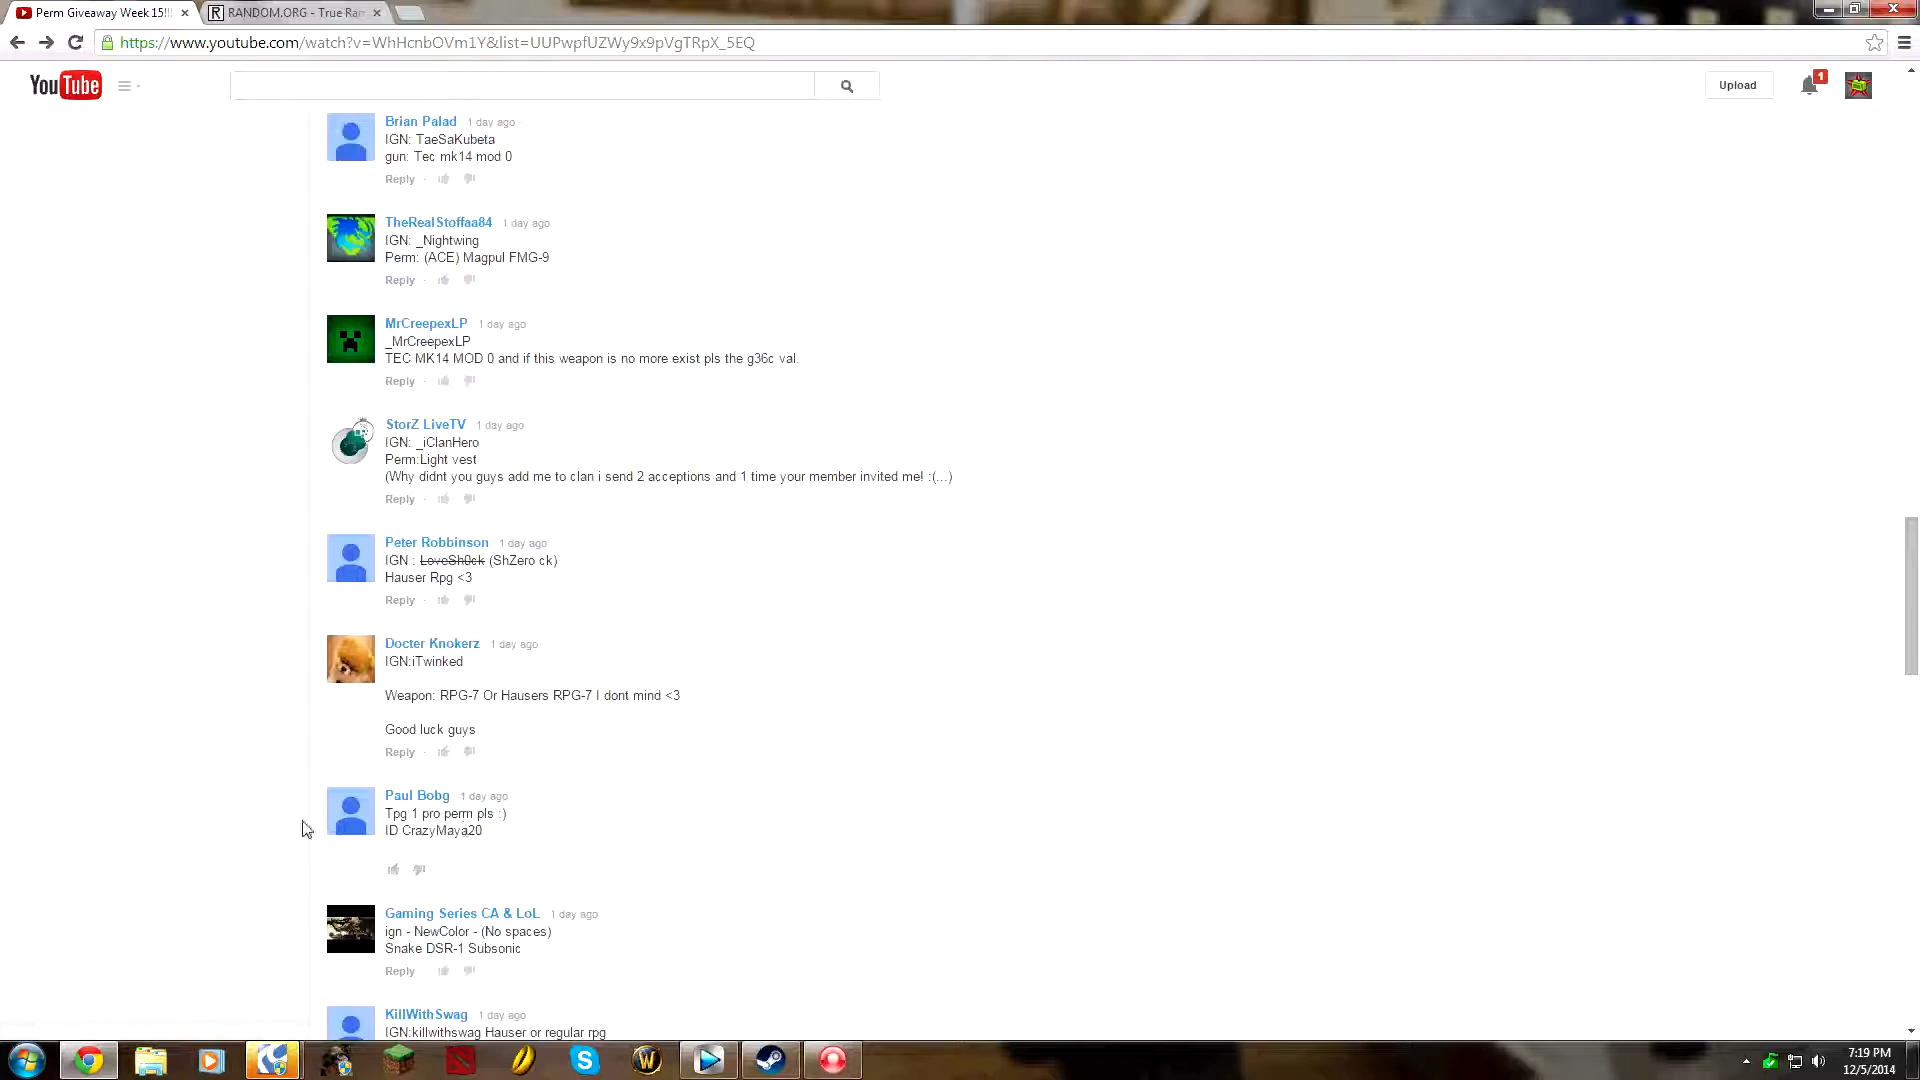 Perm Giveaway Week 15!!!
RANDOM.ORG - True Ran
https://www.youtube.com/watch?v=WhHcnbOVm1Y&list=UUPwpfUZWy9x9pVgTRpX_5EQ
YouTube
Upload
1
Brian Palad 1 day ago
IGN: TaeSaKubeta
gun: Tec mk14 mod 0
Reply
TheRealStoffaa84 1 day ago
IGN: _Nightwing
Perm: (ACE) Magpul FMG-9
Reply
MrCreepexLP 1 day ago
_MrCreepexLP
TEC MK14 MOD 0 and if this weapon is no more exist pls the g36c val.
Reply
StorZ LiveTV 1 day ago
IGN: _iClanHero
Perm:Light vest
(Why didnt you guys add me to clan i send 2 acceptions and 1 time your member invited me! :(...)
Reply
Peter Robbinson 1 day ago
IGN : LoveSh0ck (ShZero ck)
Hauser Rpg <3
Reply
Docter Knokerz 1 day ago
IGN:iTwinked
Weapon: RPG-7 Or Hausers RPG-7 I dont mind <3
Good luck guys
Reply
Paul Bobg 1 day ago
Tpg 1 pro perm pls :)
ID CrazyMaya20
Gaming Series CA & LoL 1 day ago
ign - NewColor - (No spaces)
Snake DSR-1 Subsonic
Reply
KillWithSwag 1 day ago
IGN:killwithswag Hauser or regular rpg
7:19 PM
12/5/2014